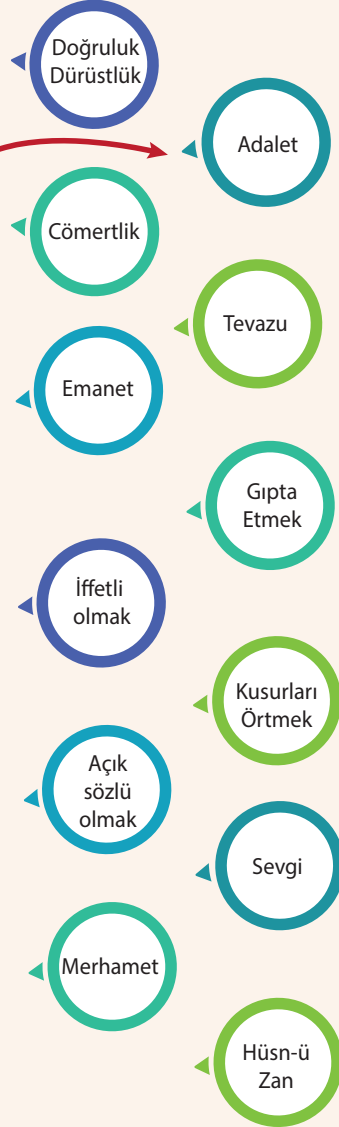 Doğruluk
Dürüstlük
Adalet
Cömertlik
Tevazu
Emanet
Gıpta
Etmek
İffetli
olmak
Kusurları
Örtmek
Açık
sözlü
olmak
Sevgi
Merhamet
Hüsn-ü
Zan